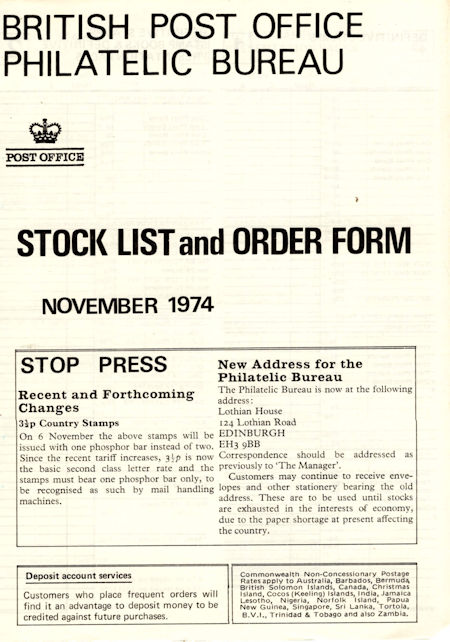 BRITISH POST OFFICE
PHILATELIC BUREAU
POST OFFICE
STOCK LIST and ORDER FORM
NOVEMBER 1974
STOP PRESS
Recent and Forthcoming
Changes
3½p Country Stamps
On 6 November the above stamps will be
issued with one phosphor bar instead of two.
Since the recent tariff increases, 3½p is now
the basic second class letter rate and the
stamps must bear one phosphor bar only, to
be recognised as such by mail handling
machines.
New Address for the
Philatelic Bureau
The Philatelic Bureau is now at the following
address:
Lothian House
124 Lothian Road
EDINBURGH
EH3 9BB
Correspondence should be addressed as
previously to 'The Manager'.
Customers may continue to receive enve-
lopes and other stationery bearing the old
address. These are to be used until stocks
are exhausted in the interests of economy,
due to the paper shortage at present affecting
the country.
Deposit account services
Customers who place frequent orders will
find it an advantage to deposit money to be
credited against future purchases.
Commonwealth Non-Concessionary Postage
Rates apply to Australia, Barbados, Bermuda,
British Solomon Islands, Canada, Christmas
Island, Cocos (Keeling) Islands, India, Jamaica
Lesotho, Nigeria, Norfolk Island, Papua
New Guinea, Singapore, Sri Lanka, Tortola,
B.V.I., Trinidad & Tobago and also Zambia.